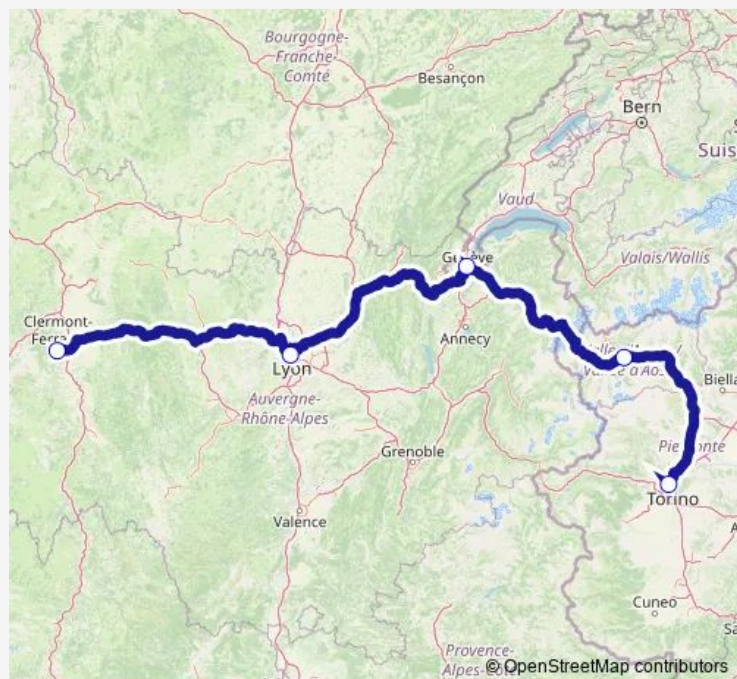 Bourgogne-
Franche-
Comté
Besançon
Bern
Suis
Vaud
Genève
Valais/Wallis
Clermont-
Ferra
Annecy
Lyon
Biella
Auvergne-
Rhône-Alpes
Grenoble
Torino
Valence
Cuneo
Provence-
Alpes-Côte
© OpenStreetMap contributors